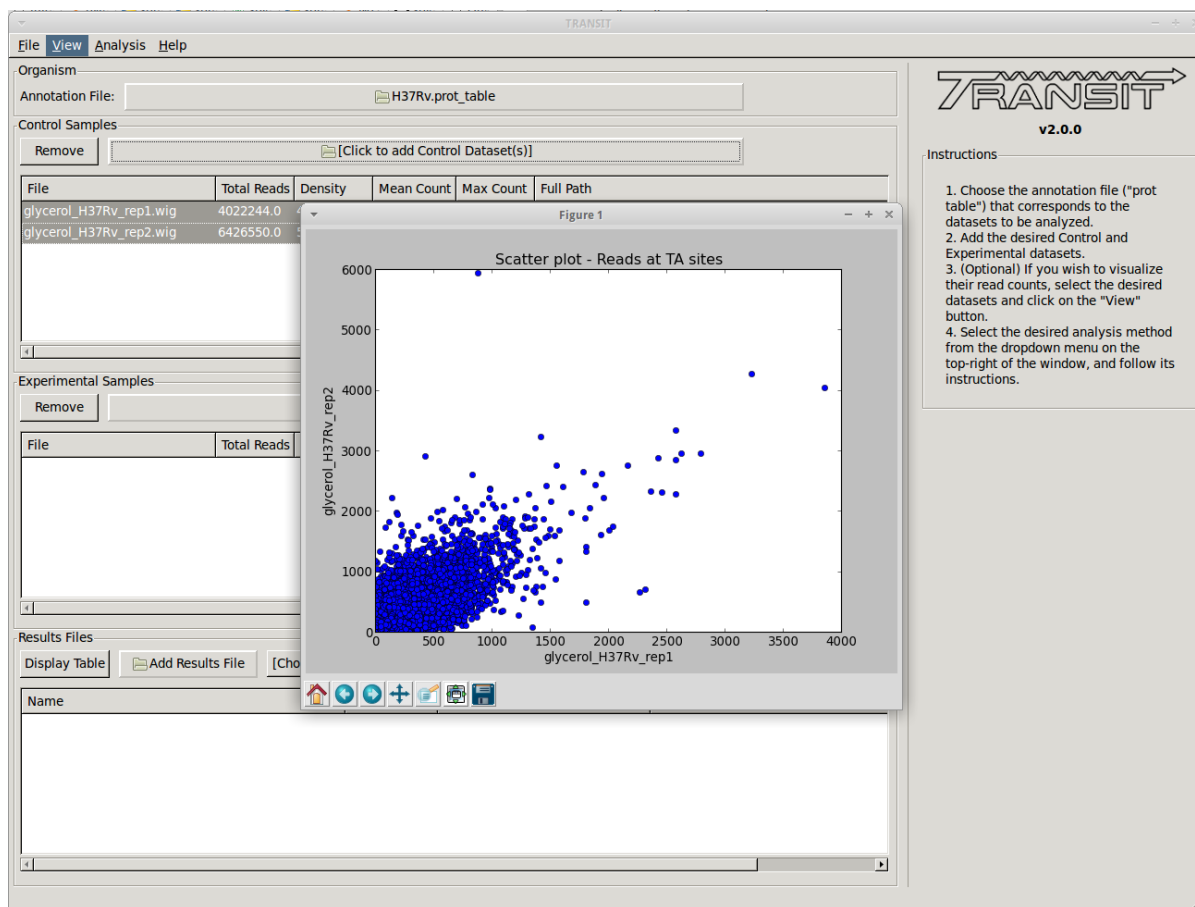 TRANSIT
File View Analysis Help
Organism
Annotation File: H37Rv.prot_table
Control Samples
Remove [Click to add Control Dataset(s)]
File Total Reads Density Mean Count Max Count Full Path
glycerol_H37Rv_rep1.wig 4022244.0
glycerol_H37Rv_rep2.wig 6426550.0
Experimental Samples
Remove
File Total Reads
Results Files
Display Table Add Results File [Cho
Name
Figure 1
Scatter plot - Reads at TA sites
6000
5000
4000
3000
2000
1000
0
glycerol_H37Rv_rep2
0 500 1000 1500 2000 2500 3000 3500 4000
glycerol_H37Rv_rep1
TRANSIT
v2.0.0
Instructions
1. Choose the annotation file ("prot
table") that corresponds to the
datasets to be analyzed.
2. Add the desired Control and
Experimental datasets.
3. (Optional) If you wish to visualize
their read counts, select the desired
datasets and click on the "View"
button.
4. Select the desired analysis method
from the dropdown menu on the
top-right of the window, and follow its
instructions.